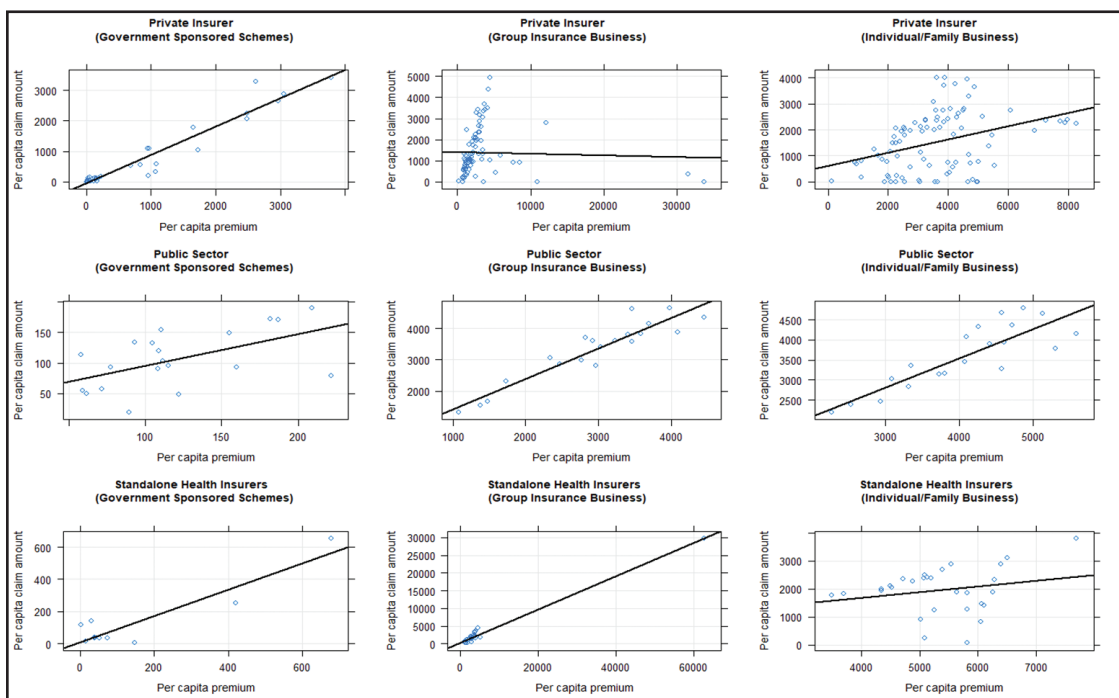 Private Insurer
(Government Sponsored Schemes)
Per capita claim amount
3000
2000
1000
0
0
1000
2000
3000
Per capita premium
Private Insurer
(Group Insurance Business)
Per capita claim amount
5000
4000
3000
2000
1000
0
0
10000
20000
30000
Per capita premium
Private Insurer
(Individual/Family Business)
Per capita claim amount
4000
3000
2000
1000
0
0
2000
4000
6000
8000
Per capita premium
Public Sector
(Government Sponsored Schemes)
Per capita claim amount
150
100
50
100
150
200
Per capita premium
Public Sector
(Group Insurance Business)
Per capita claim amount
4000
3000
2000
1000
2000
3000
4000
Per capita premium
Public Sector
(Individual/Family Business)
Per capita claim amount
4500
4000
3500
3000
2500
3000
4000
5000
Per capita premium
Standalone Health Insurers
(Government Sponsored Schemes)
Per capita claim amount
600
400
200
0
0
200
400
600
Per capita premium
Standalone Health Insurers
(Group Insurance Business)
Per capita claim amount
30000
25000
20000
15000
10000
5000
0
0
20000
40000
60000
Per capita premium
Standalone Health Insurers
(Individual/Family Business)
Per capita claim amount
3000
2000
1000
0
4000
5000
6000
7000
Per capita premium